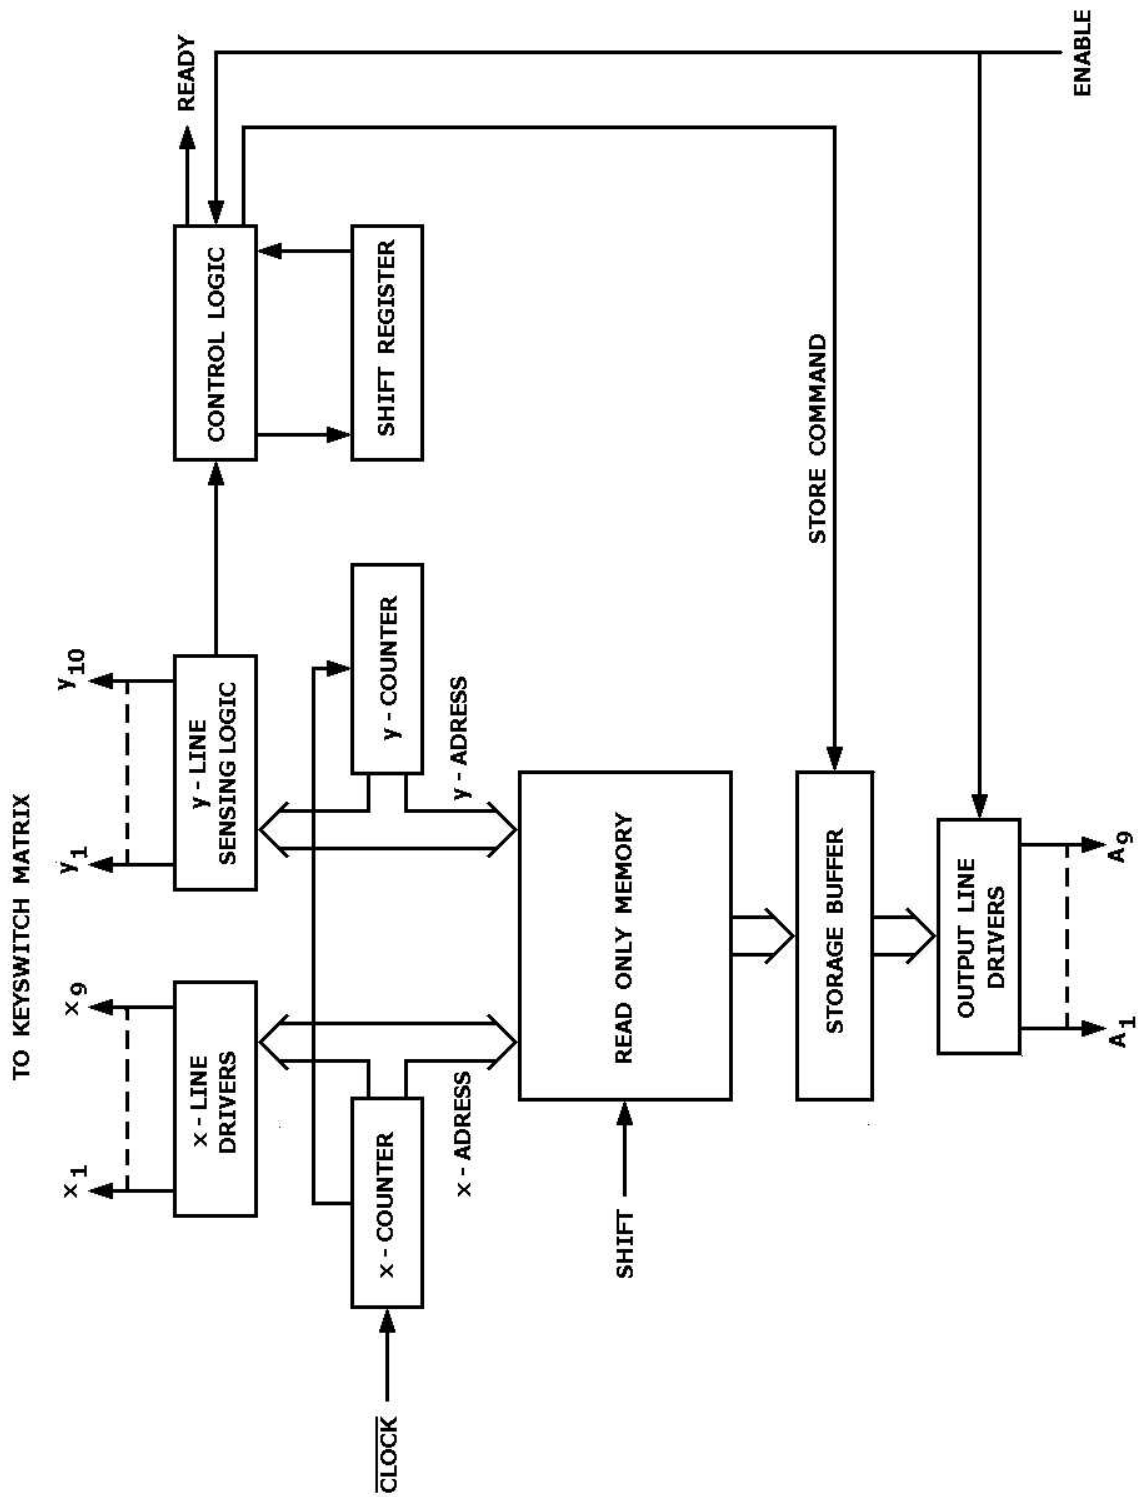 TO KEYSWITCH MATRIX
x1
x9
y1
y10
READY
x - LINE
DRIVERS
y - LINE
SENSING LOGIC
CONTROL LOGIC
CLOCK
x - COUNTER
y - COUNTER
SHIFT REGISTER
x - ADRESS
y - ADRESS
SHIFT
READ ONLY MEMORY
STORE COMMAND
STORAGE BUFFER
OUTPUT LINE
DRIVERS
ENABLE
A1
A9